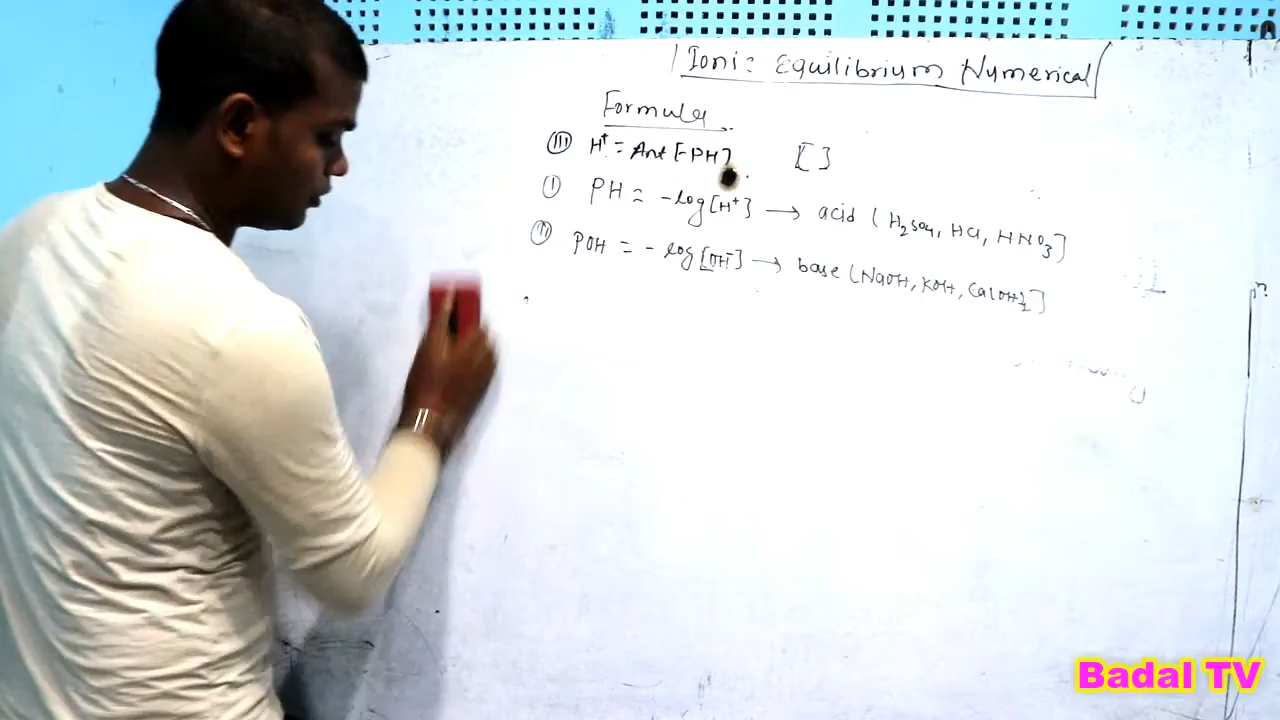 Ionic Equilibrium Numerical
Formula
(III) H⁺ = Ant [-PH] [ ]
(I) PH = -log [H⁺] → acid (H₂SO₄, HCl, HNO₃]
(II) POH = - log [OH⁻] → base (NaOH, KOH, Ca(OH)₂]
Badal TV